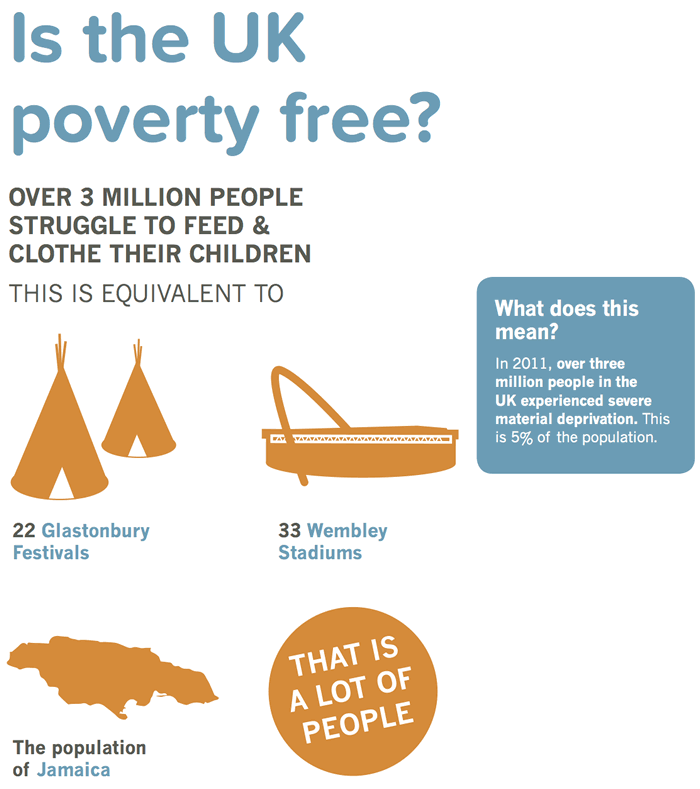 Is the UK
poverty free?
OVER 3 MILLION PEOPLE
STRUGGLE TO FEED &
CLOTHE THEIR CHILDREN
THIS IS EQUIVALENT TO
What does this
mean?
In 2011, over three
million people in the
UK experienced severe
material deprivation. This
is 5% of the population.
22 Glastonbury
Festivals
33 Wembley
Stadiums
The population
of Jamaica
THAT IS
A LOT OF
PEOPLE